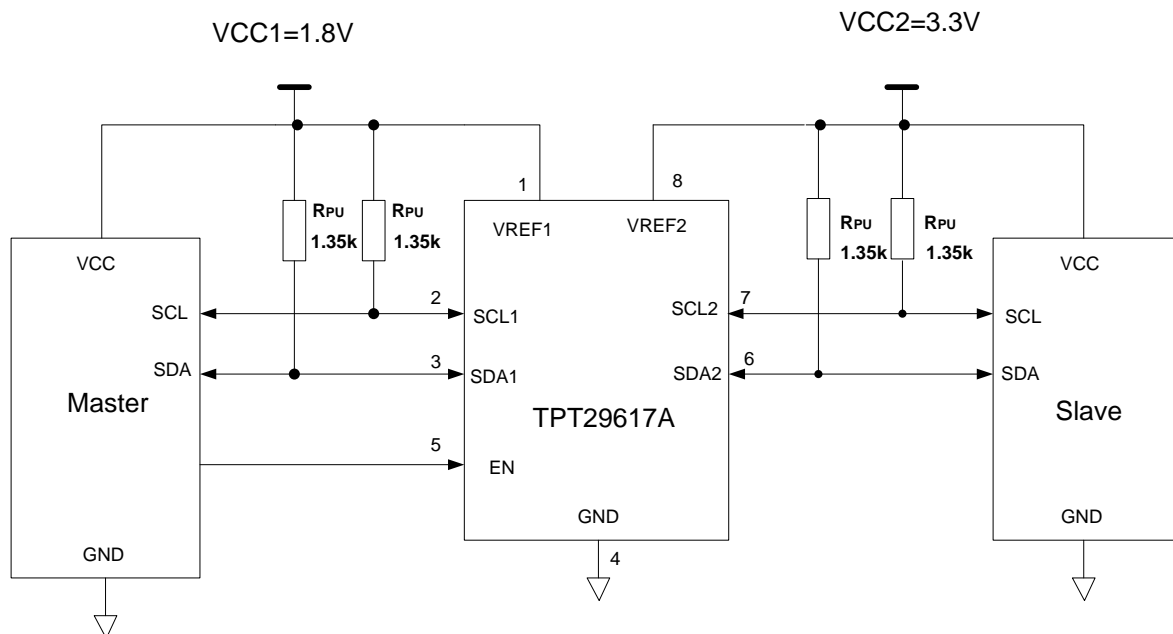 VCC1=1.8V
VCC2=3.3V
1
8
RPU
1.35k
RPU
1.35k
VREF1
VREF2
RPU
1.35k
RPU
1.35k
VCC
VCC
SCL
2
SCL1
SCL2
7
SCL
SDA
3
SDA1
SDA2
6
SDA
Master
TPT29617A
Slave
5
EN
GND
4
GND
GND